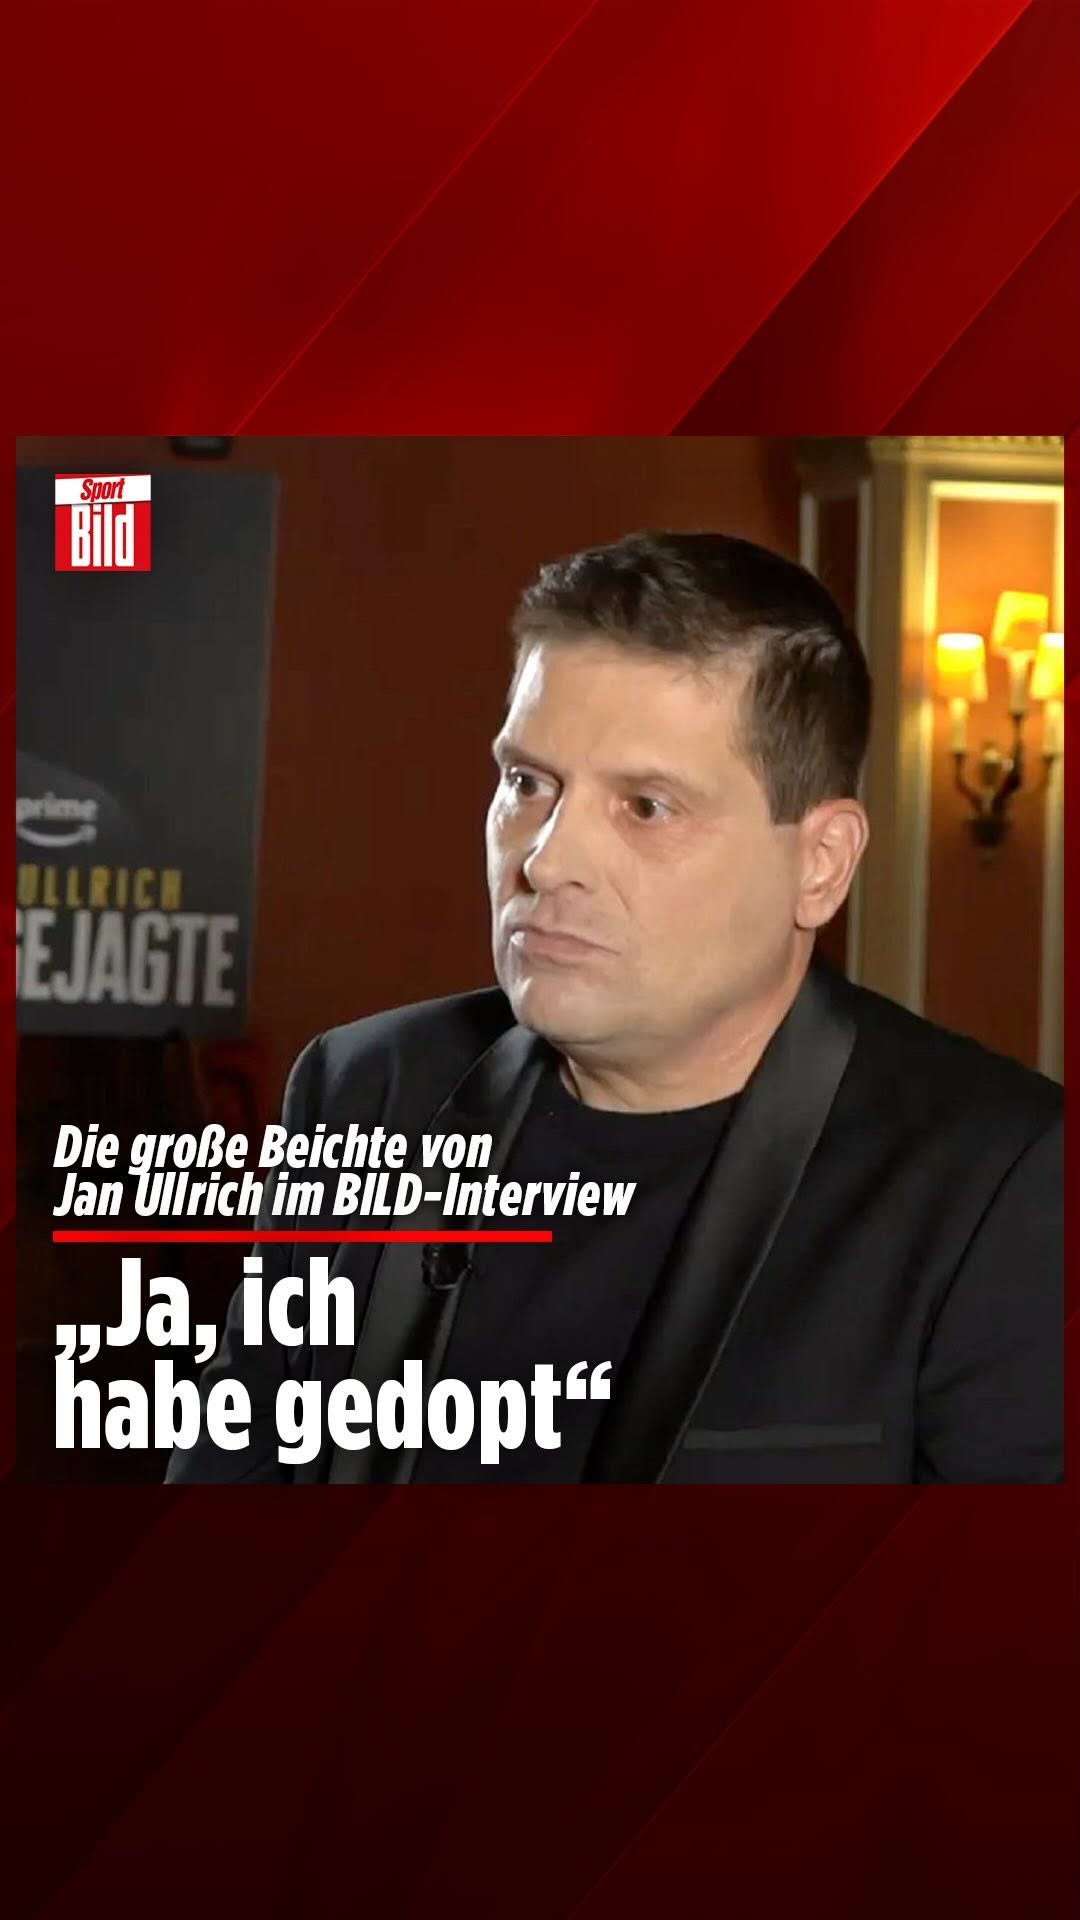 Sport
Bild
prime
ULLRICH
GEJAGTE
Die große Beichte von
Jan Ullrich im BILD-Interview
„Ja, ich
habe gedopt“